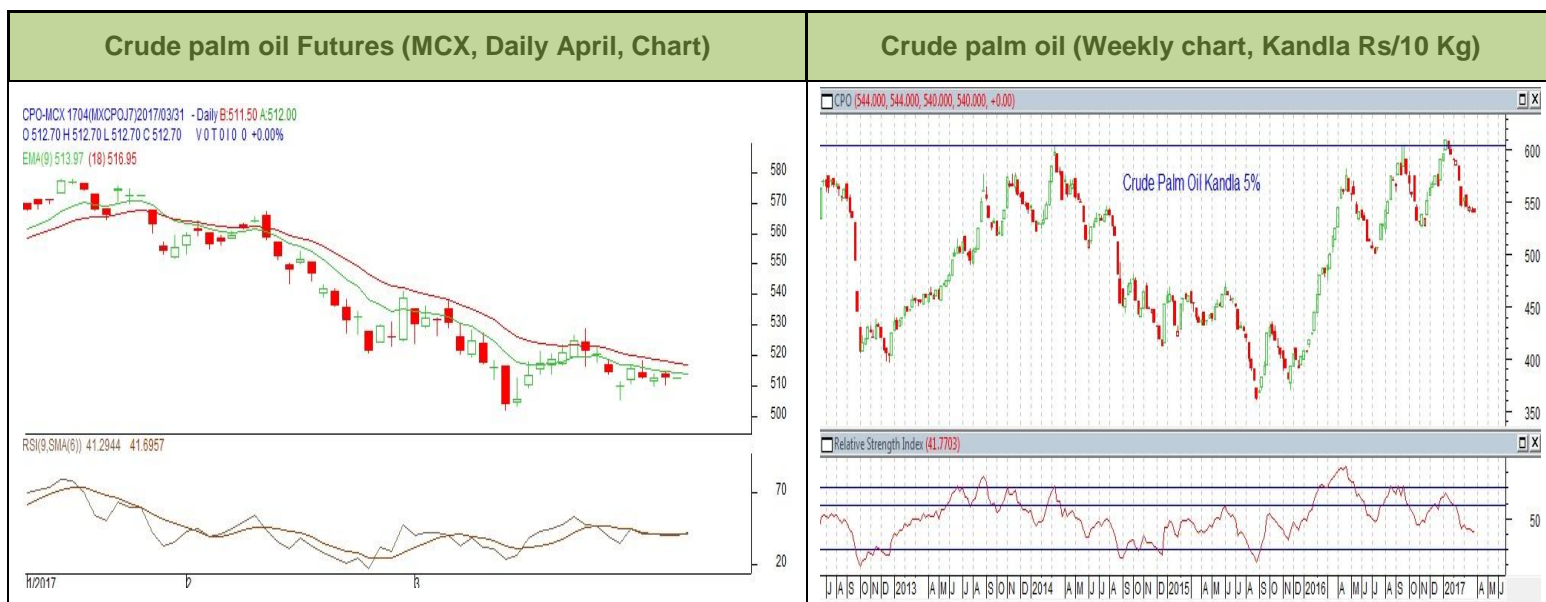 Crude palm oil Futures (MCX, Daily April, Chart)
CPO-MCX 1704(MXCPOJ7)2017/03/31 - Daily B:511.50 A:512.00
O 512.70 H 512.70 L 512.70 C 512.70 V 0 T 0 I 0 0 +0.00%
EMA(9) 513.97 (18) 516.95
580
570
560
550
540
530
520
510
500
RSI(9,SMA(6)) 41.2944 41.6957
70
20
1/2017 2 3
Crude palm oil (Weekly chart, Kandla Rs/10 Kg)
CPO (544.000, 544.000, 540.000, 540.000, +0.00)
Crude Palm Oil Kandla 5%
600
550
500
450
400
350
Relative Strength Index (41.7703)
50
J A S O N D 2013 A M J J A S O N D 2014 A M J J A S O N D 2015 A M J J A S O N D 2016 A M J J A S O N D 2017 A M J